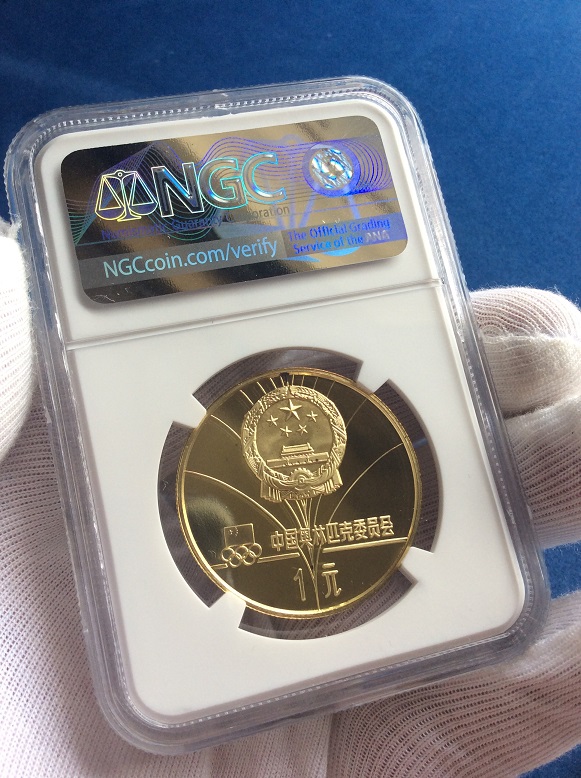 NGC
The Official Grading
Service of the ANA
NGCcoin.com/verify
中国奥林匹克委员会
1元